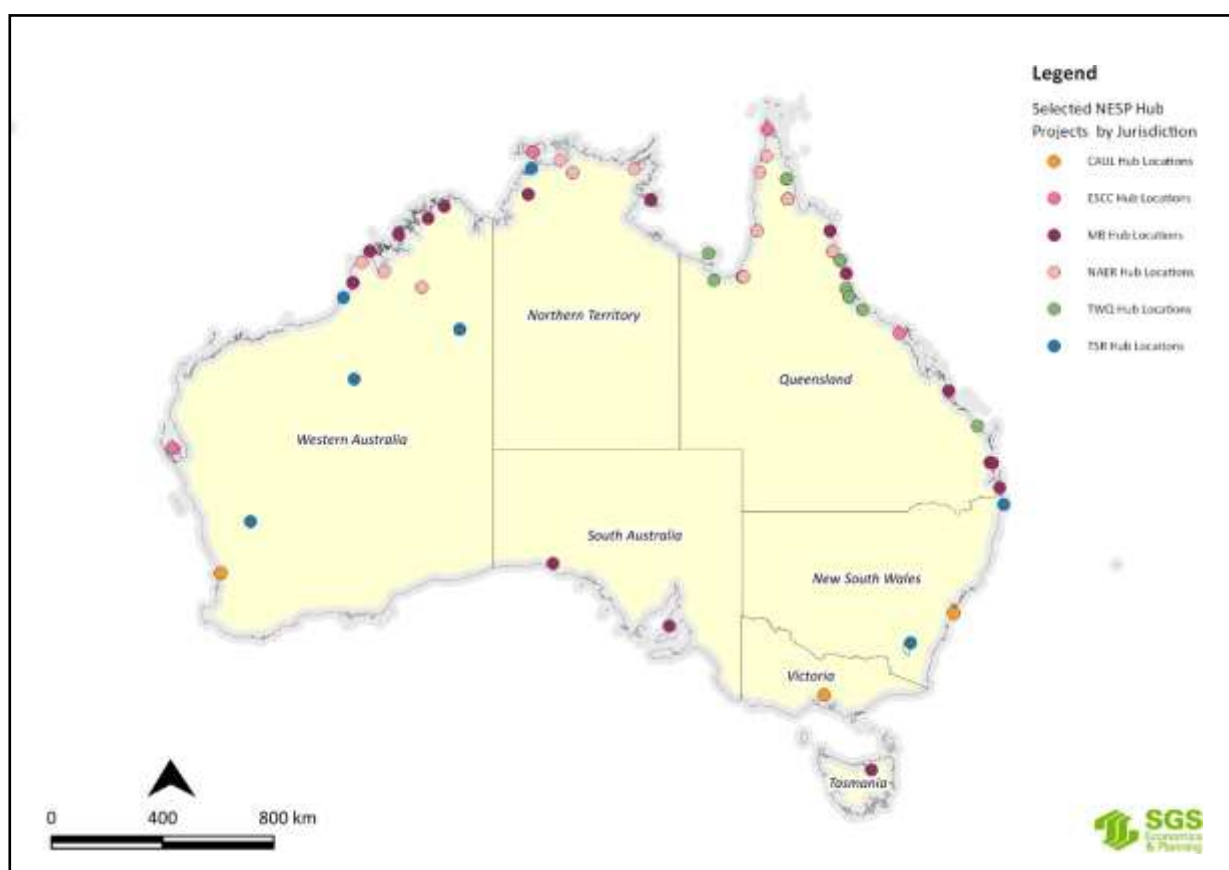 Legend
Selected NESP Hub
Projects by Jurisdiction
CAUL Hub Locations
ESCC Hub Locations
MB Hub Locations
NAER Hub Locations
TWQ Hub Locations
TSR Hub Locations
Northern Territory
Queensland
Western Australia
South Australia
New South Wales
Victoria
Tasmania
0 400 800 km
SGS
Economics
& Planning